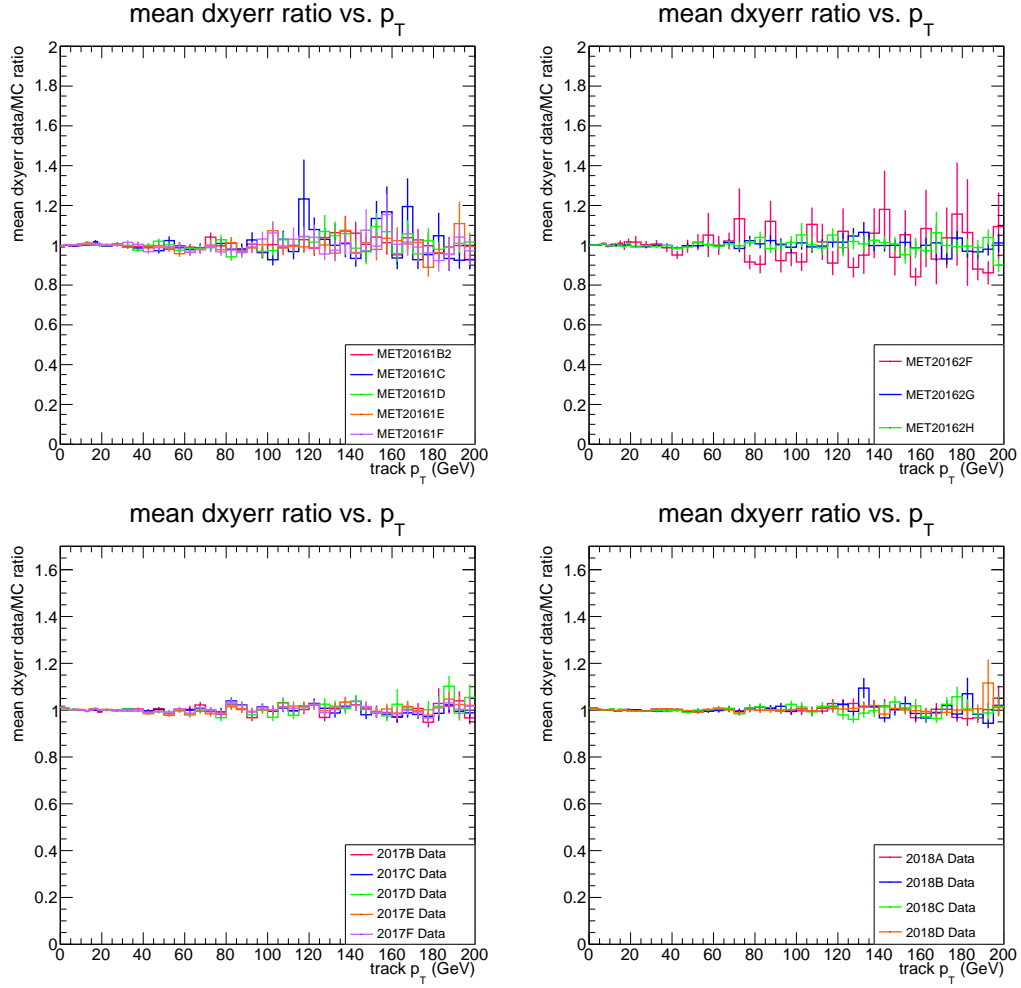 mean dxyerr ratio vs. p_T
mean dxyerr data/MC ratio
2
1.8
1.6
1.4
1.2
1
0.8
0.6
0.4
0.2
0
MET20161B2
MET20161C
MET20161D
MET20161E
MET20161F
0 20 40 60 80 100 120 140 160 180 200
track p_T (GeV)
mean dxyerr ratio vs. p_T
mean dxyerr data/MC ratio
2
1.8
1.6
1.4
1.2
1
0.8
0.6
0.4
0.2
0
MET20162F
MET20162G
MET20162H
0 20 40 60 80 100 120 140 160 180 200
track p_T (GeV)
mean dxyerr ratio vs. p_T
mean dxyerr data/MC ratio
1.6
1.4
1.2
1
0.8
0.6
0.4
0.2
0
2017B Data
2017C Data
2017D Data
2017E Data
2017F Data
0 20 40 60 80 100 120 140 160 180 200
track p_T (GeV)
mean dxyerr ratio vs. p_T
mean dxyerr data/MC ratio
1.6
1.4
1.2
1
0.8
0.6
0.4
0.2
0
2018A Data
2018B Data
2018C Data
2018D Data
0 20 40 60 80 100 120 140 160 180 200
track p_T (GeV)